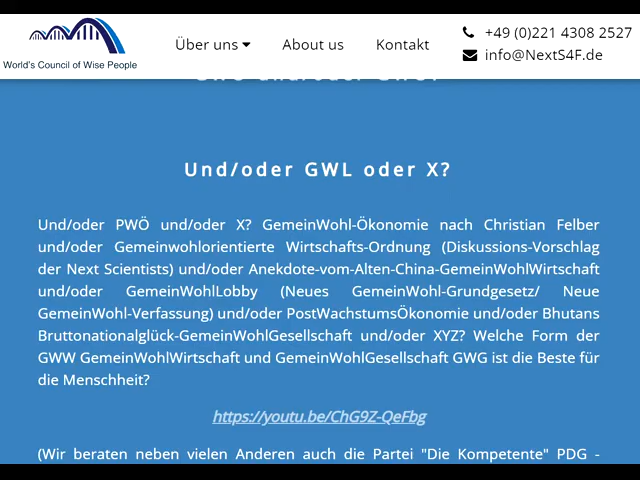 World's Council of Wise People
Über uns
About us
Kontakt
+49 (0)221 4308 2527
info@NextS4F.de
Und/oder GWL oder X?
Und/oder PWÖ und/oder X? GemeinWohl-Ökonomie nach Christian Felber
und/oder Gemeinwohlorientierte Wirtschafts-Ordnung (Diskussions-Vorschlag
der Next Scientists) und/oder Anekdote-vom-Alten-China-GemeinWohlWirtschaft
und/oder GemeinWohlLobby (Neues GemeinWohl-Grundgesetz/ Neue
GemeinWohl-Verfassung) und/oder PostWachstumsÖkonomie und/oder Bhutans
Bruttonationalglück-GemeinWohlGesellschaft und/oder XYZ? Welche Form der
GWW GemeinWohlWirtschaft und GemeinWohlGesellschaft GWG ist die Beste für
die Menschheit?
https://youtu.be/ChG9Z-QeFbg
(Wir beraten neben vielen Anderen auch die Partei "Die Kompetente" PDG -